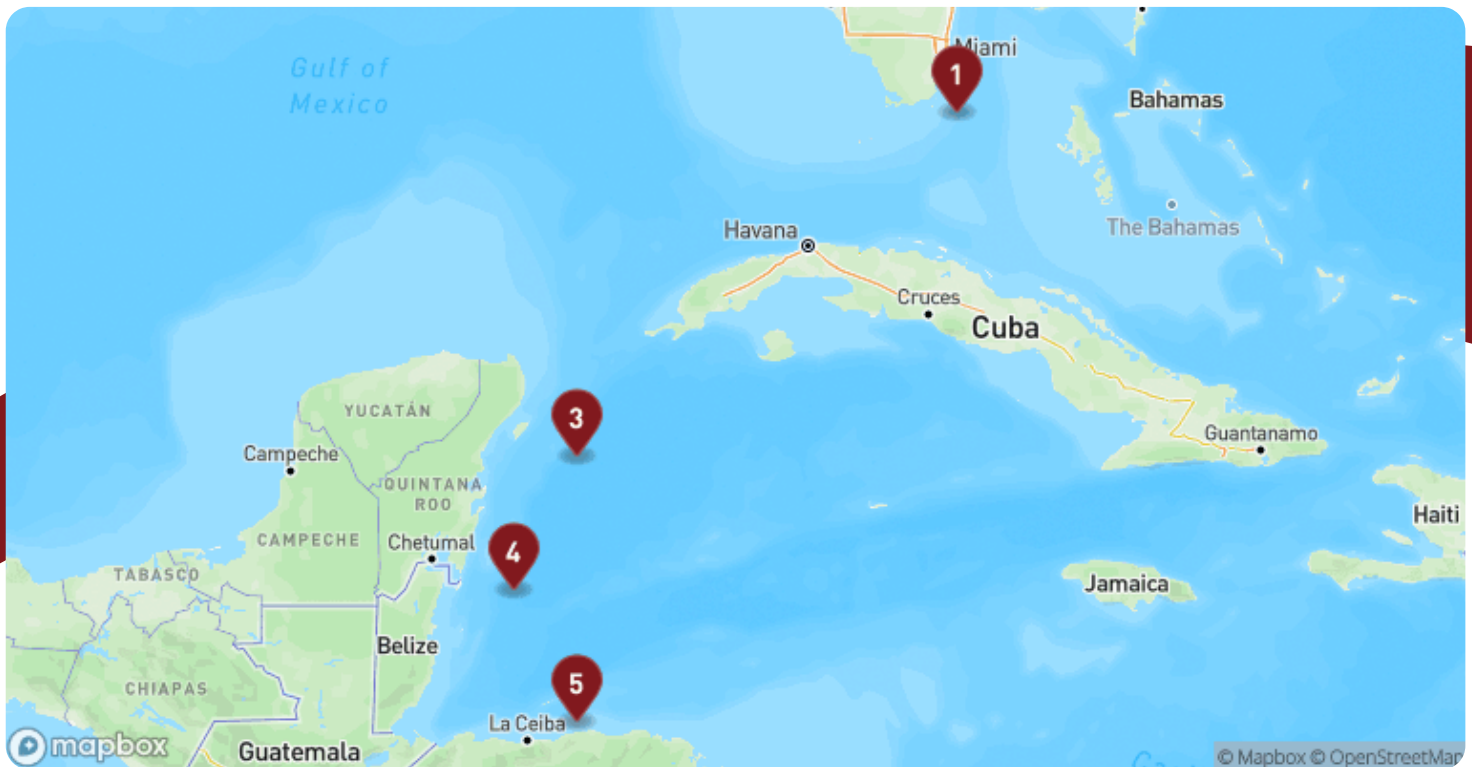 Gulf of
Mexico
Miami
1
Bahamas
The Bahamas
Havana
Cruces
Cuba
3
YUCATÁN
Campeche
QUINTANA
ROO
Guantanamo
Haiti
CAMPECHE
Chetumal
4
TABASCO
Jamaica
Belize
CHIAPAS
5
La Ceiba
Guatemala
mapbox
© Mapbox © OpenStreetMap